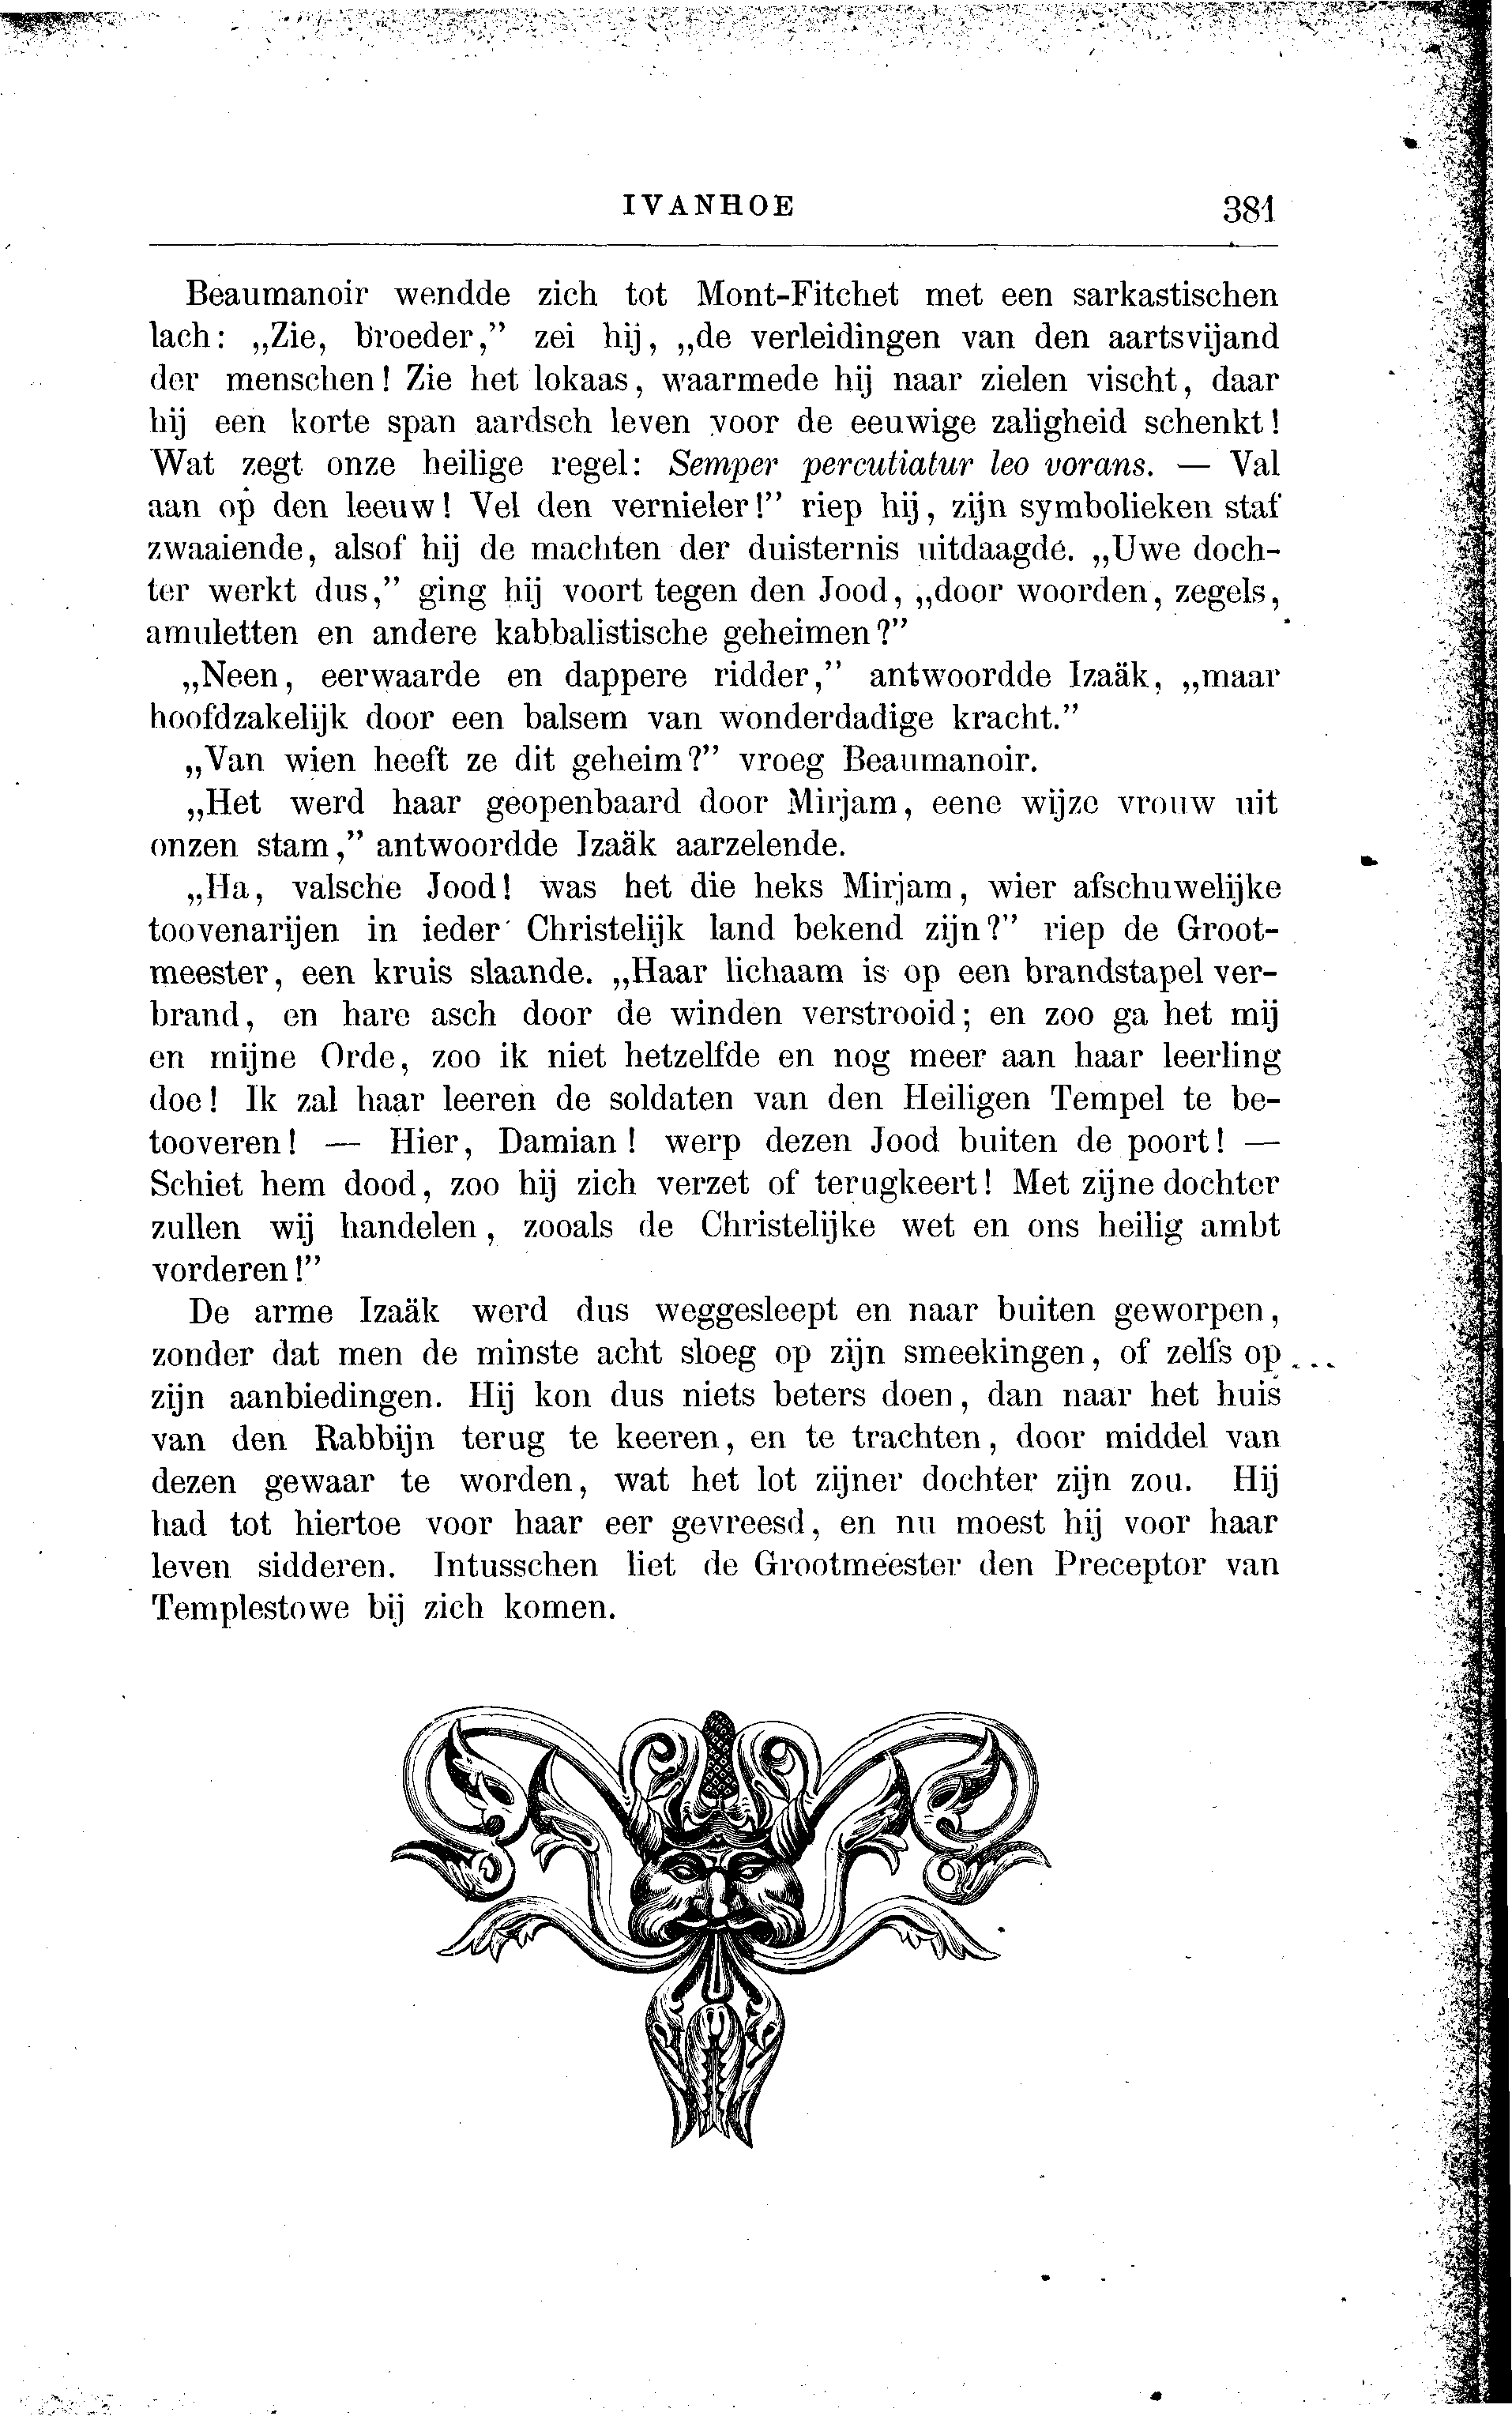 IVANHOE 381
Beaumanoir wendde zich tot Mont-Fitchet met een sarkastischen
lach: „Zie, broeder,” zei hij, „de verleidingen van den aartsvijand
der menschen! Zie het lokaas, waarmede hij naar zielen vischt, daar
hij een korte span aardsch leven voor de eeuwige zaligheid schenkt!
Wat zegt onze heilige regel: Semper percutiatur leo vorans. — Val
aan op den leeuw! Vel den vernieler!” riep hij, zijn symbolieken staf
zwaaiende, alsof hij de machten der duisternis uitdaagde. „Uwe doch-
ter werkt dus,” ging hij voort tegen den Jood, „door woorden, zegels,
amuletten en andere kabbalistische geheimen?”
„Neen, eerwaarde en dappere ridder,” antwoordde Izaäk, „maar
hoofdzakelijk door een balsem van wonderdadige kracht.”
„Van wien heeft ze dit geheim?” vroeg Beaumanoir.
„Het werd haar geopenbaard door Mirjam, eene wijze vrouw uit
onzen stam,” antwoordde Izaäk aarzelende.
„Ha, valsche Jood! was het die heks Mirjam, wier afschuwelijke
toovenarijen in ieder Christelijk land bekend zijn?” riep de Groot-
meester, een kruis slaande. „Haar lichaam is op een brandstapel ver-
brand, en hare asch door de winden verstrooid; en zoo ga het mij
en mijne Orde, zoo ik niet hetzelfde en nog meer aan haar leerling
doe! Ik zal haar leeren de soldaten van den Heiligen Tempel te be-
tooveren! — Hier, Damian! werp dezen Jood buiten de poort! —
Schiet hem dood, zoo hij zich verzet of terugkeert! Met zijne dochter
zullen wij handelen, zooals de Christelijke wet en ons heilig ambt
vorderen!”
De arme Izaäk werd dus weggesleept en naar buiten geworpen,
zonder dat men de minste acht sloeg op zijn smeekingen, of zelfs op
zijn aanbiedingen. Hij kon dus niets beters doen, dan naar het huis
van den Rabbijn terug te keeren, en te trachten, door middel van
dezen gewaar te worden, wat het lot zijner dochter zijn zou. Hij
had tot hiertoe voor haar eer gevreesd, en nu moest hij voor haar
leven sidderen. Intusschen liet de Grootmeester den Preceptor van
Templestowe bij zich komen.